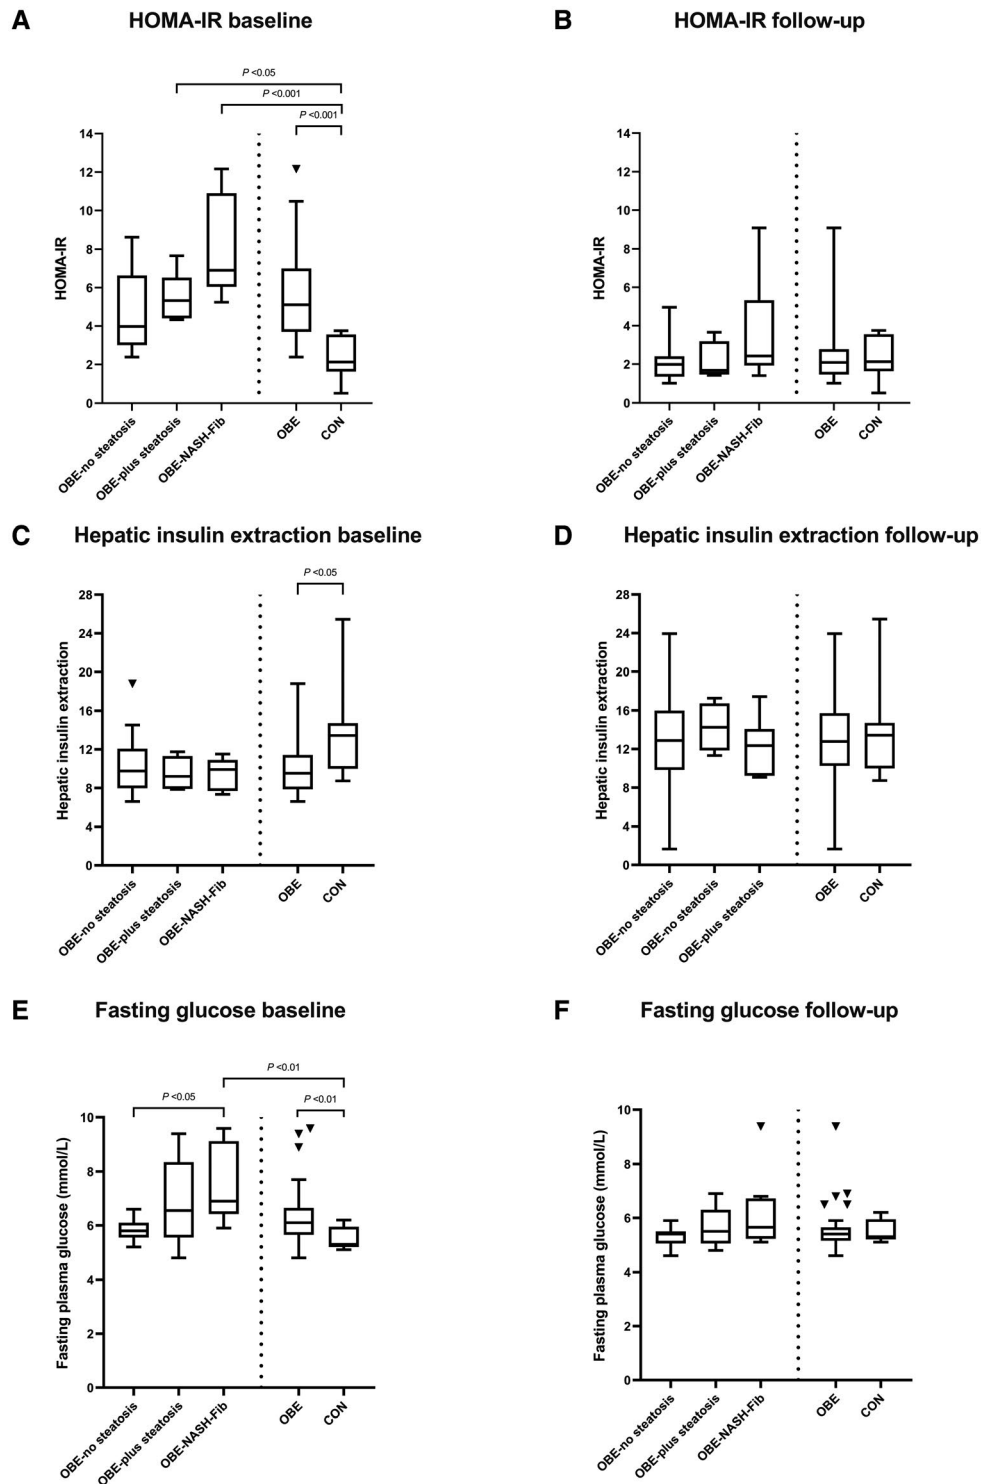 A HOMA-IR baseline
P <0.05
P <0.001
P <0.001
14
12
10
8
6
4
2
0
HOMA-IR
OBE-no steatosis
OBE-plus steatosis
OBE-NASH-Fib
OBE
CON
B HOMA-IR follow-up
14
12
10
8
6
4
2
0
HOMA-IR
OBE-no steatosis
OBE-plus steatosis
OBE-NASH-Fib
OBE
CON
C Hepatic insulin extraction baseline
P <0.05
28
24
20
16
12
8
4
0
Hepatic insulin extraction
OBE-no steatosis
OBE-plus steatosis
OBE-NASH-Fib
OBE
CON
D Hepatic insulin extraction follow-up
28
24
20
16
12
8
4
0
Hepatic insulin extraction
OBE-no steatosis
OBE-no steatosis
OBE-plus steatosis
OBE
CON
E Fasting glucose baseline
P <0.01
P <0.05
P <0.01
10
8
6
4
2
0
Fasting plasma glucose (mmol/L)
OBE-no steatosis
OBE-plus steatosis
OBE-NASH-Fib
OBE
CON
F Fasting glucose follow-up
10
8
6
4
2
0
Fasting plasma glucose (mmol/L)
OBE-no steatosis
OBE-plus steatosis
OBE-NASH-Fib
OBE
CON